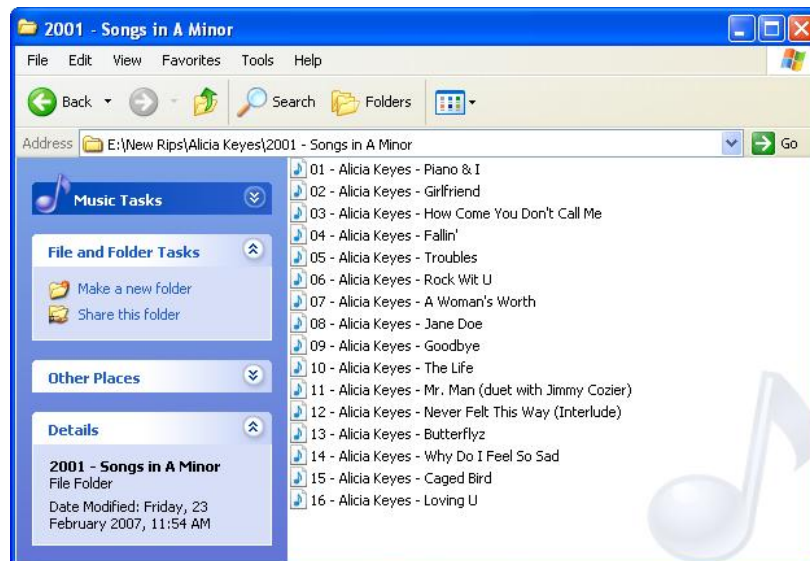 2001 - Songs in A Minor
File Edit View Favorites Tools Help
Back Search Folders
Address E:\New Rips\Alicia Keyes\2001 - Songs in A Minor Go
Music Tasks
File and Folder Tasks
Make a new folder
Share this folder
Other Places
Details
2001 - Songs in A Minor
File Folder
Date Modified: Friday, 23
February 2007, 11:54 AM
01 - Alicia Keyes - Piano & I
02 - Alicia Keyes - Girlfriend
03 - Alicia Keyes - How Come You Don't Call Me
04 - Alicia Keyes - Fallin'
05 - Alicia Keyes - Troubles
06 - Alicia Keyes - Rock Wit U
07 - Alicia Keyes - A Woman's Worth
08 - Alicia Keyes - Jane Doe
09 - Alicia Keyes - Goodbye
10 - Alicia Keyes - The Life
11 - Alicia Keyes - Mr. Man (duet with Jimmy Cozier)
12 - Alicia Keyes - Never Felt This Way (Interlude)
13 - Alicia Keyes - Butterflyz
14 - Alicia Keyes - Why Do I Feel So Sad
15 - Alicia Keyes - Caged Bird
16 - Alicia Keyes - Loving U